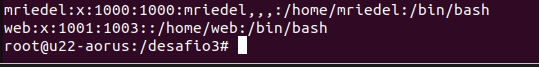 mriedel:x:1000:1000:mriedel,,,:/home/mriedel:/bin/bash
web:x:1001:1003::/home/web:/bin/bash
root@u22-aorus:/desafio3#